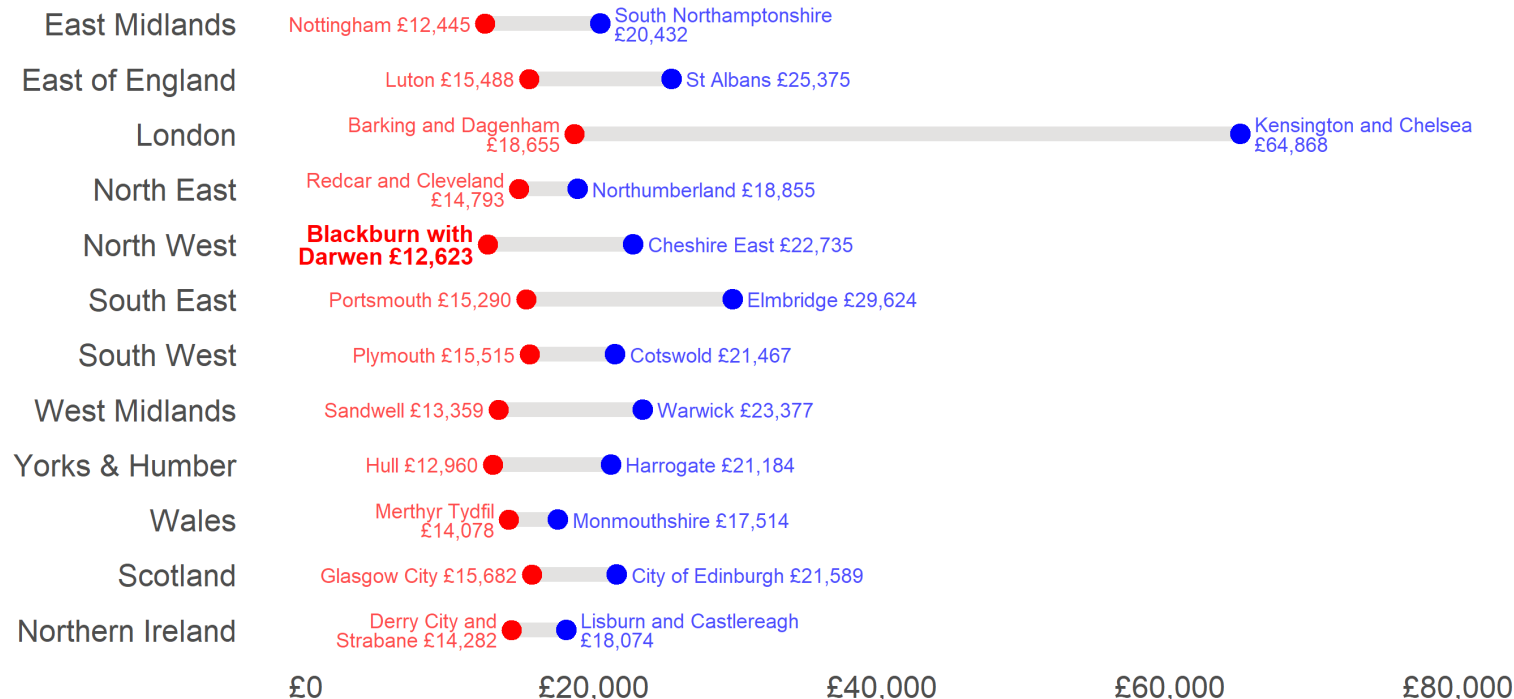 East Midlands
Nottingham £12,445
South Northamptonshire
£20,432
East of England
Luton £15,488
St Albans £25,375
London
Barking and Dagenham
£18,655
Kensington and Chelsea
£64,868
North East
Redcar and Cleveland
£14,793
Northumberland £18,855
North West
Blackburn with
Darwen £12,623
Cheshire East £22,735
South East
Portsmouth £15,290
Elmbridge £29,624
South West
Plymouth £15,515
Cotswold £21,467
West Midlands
Sandwell £13,359
Warwick £23,377
Yorks & Humber
Hull £12,960
Harrogate £21,184
Wales
Merthyr Tydfil
£14,078
Monmouthshire £17,514
Scotland
Glasgow City £15,682
City of Edinburgh £21,589
Northern Ireland
Derry City and
Strabane £14,282
Lisburn and Castlereagh
£18,074
£0 £20,000 £40,000 £60,000 £80,000